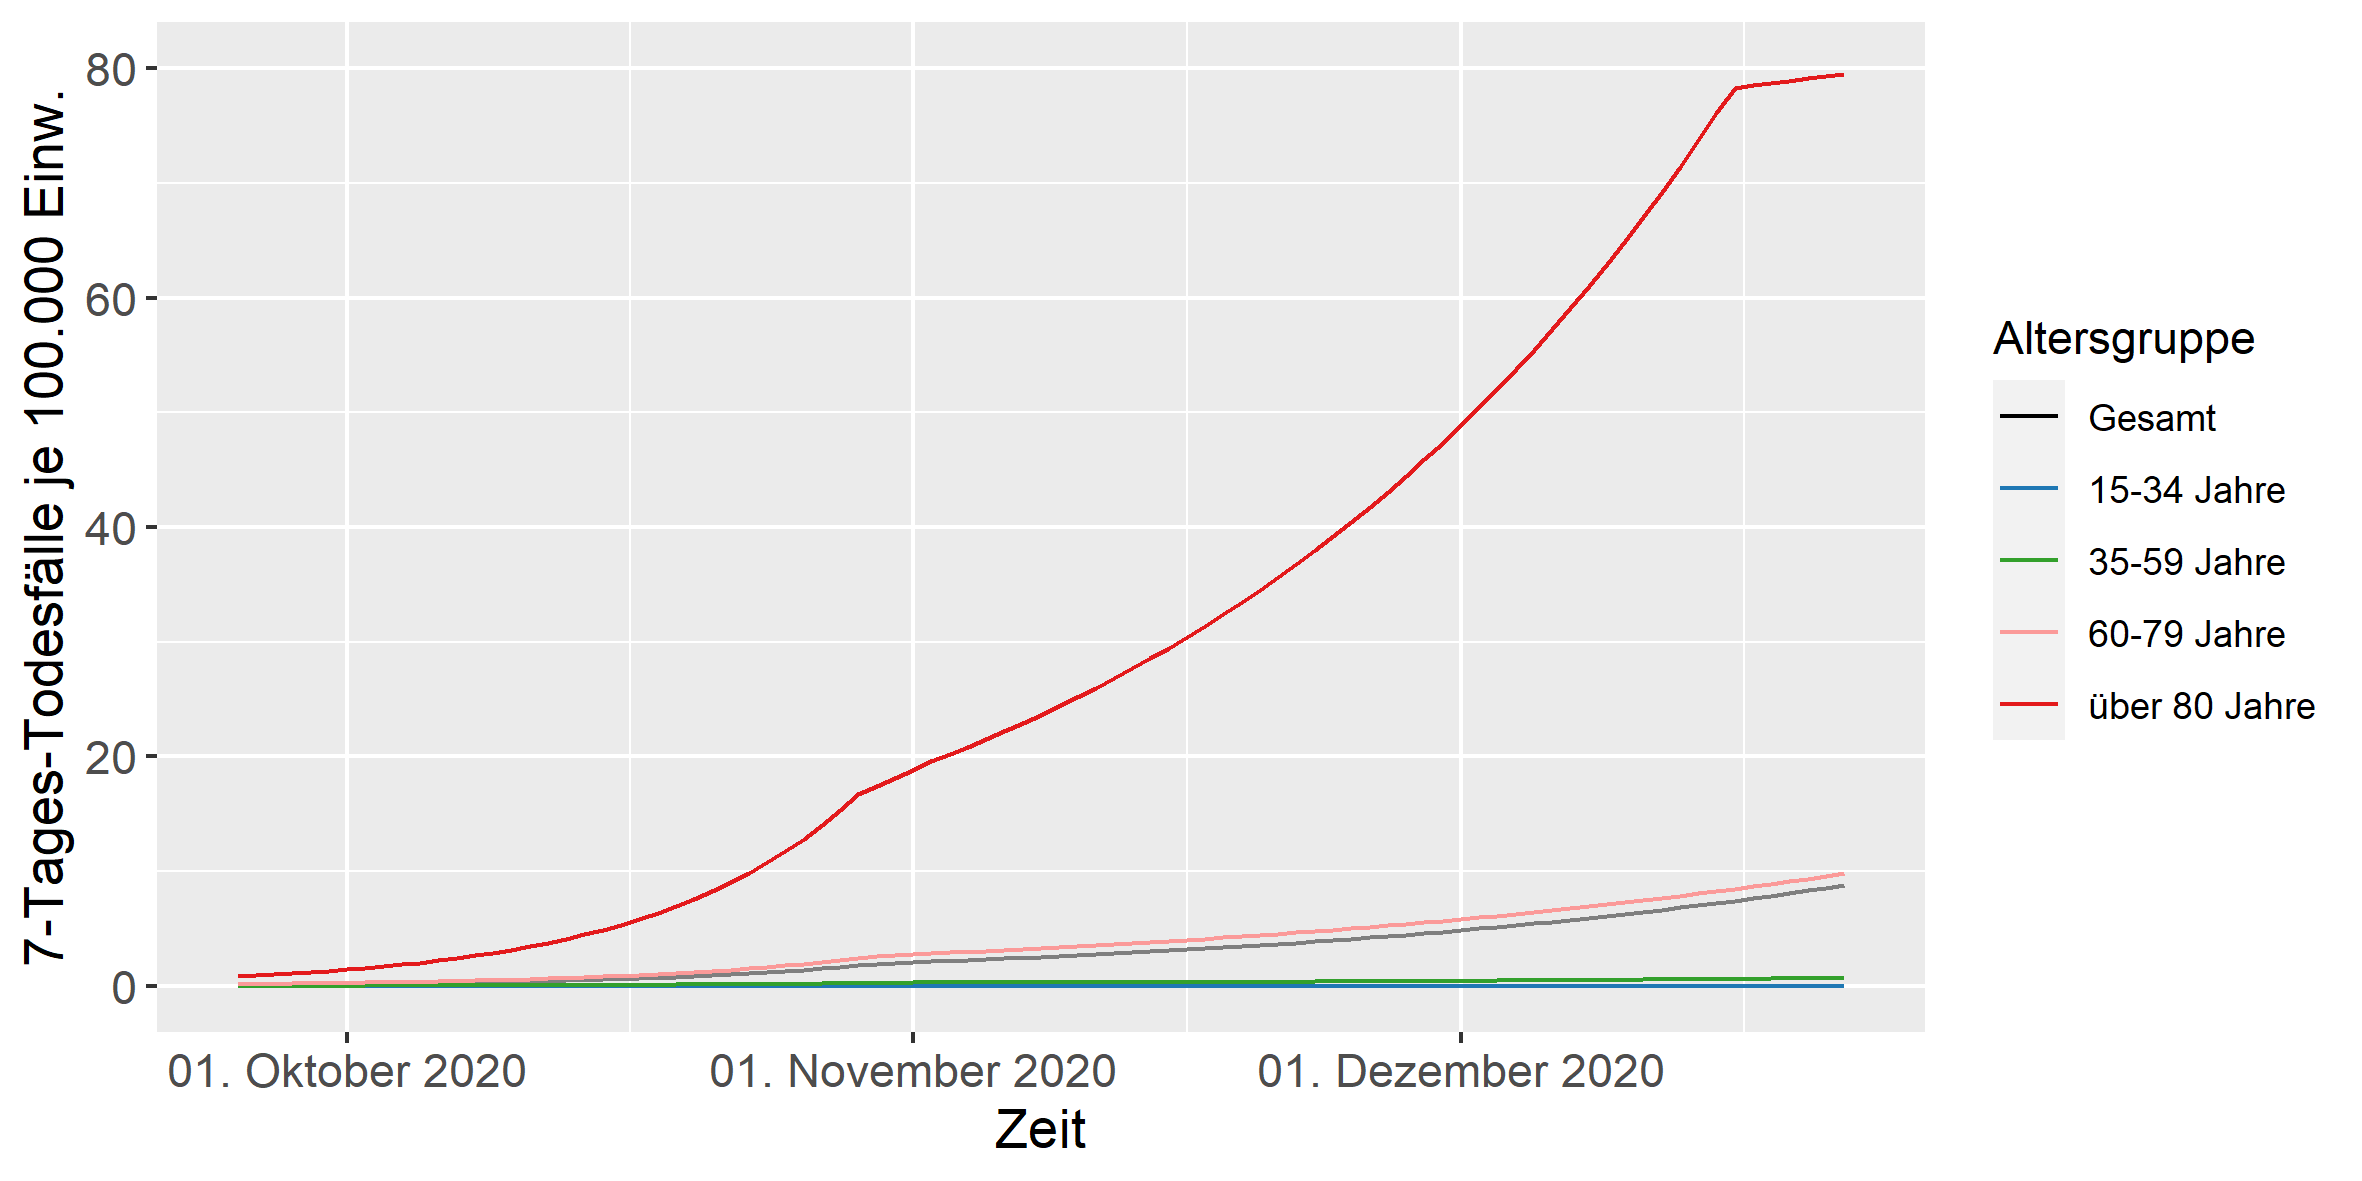 7-Tages-Todesfälle je 100.000 Einw.
80
60
40
20
0
01. Oktober 2020
01. November 2020
01. Dezember 2020
Zeit
Altersgruppe
Gesamt
15-34 Jahre
35-59 Jahre
60-79 Jahre
über 80 Jahre